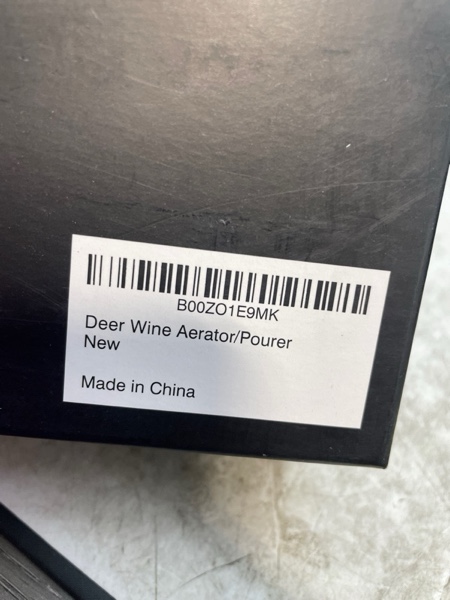 B00ZO1E9MK
Deer Wine Aerator/Pourer
New
Made in China